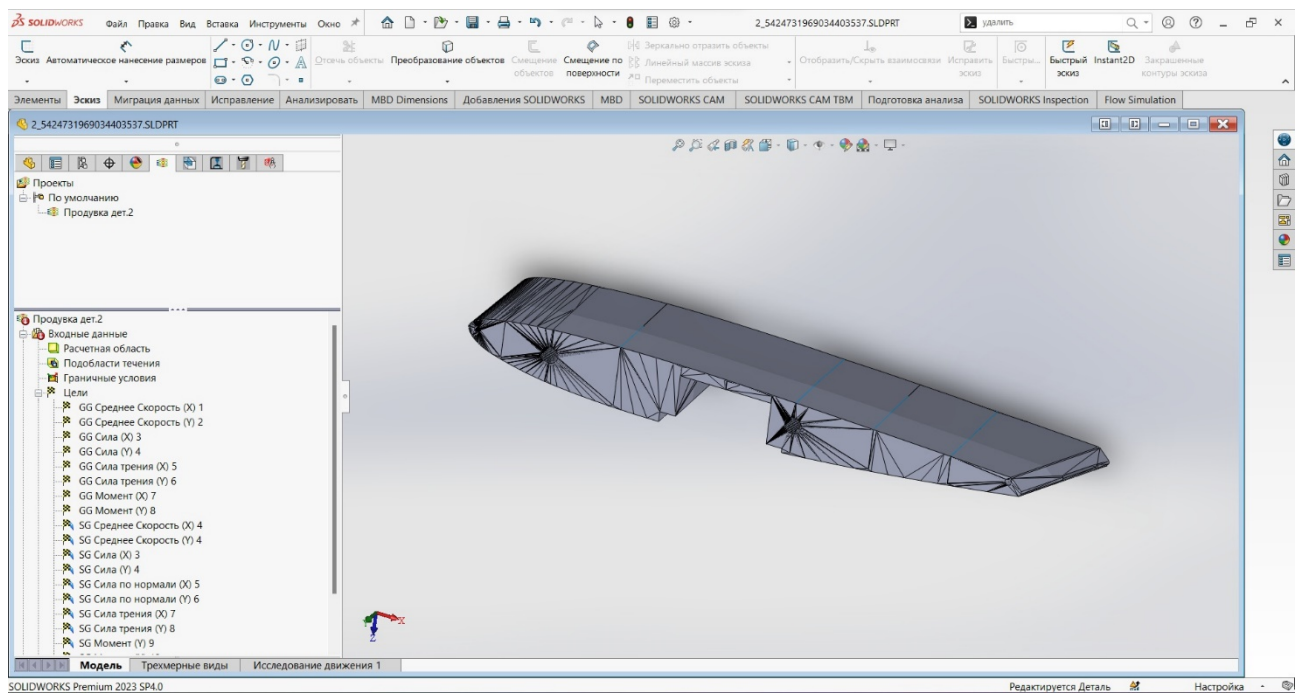 SOLIDWORKS Файл Правка Вид Вставка Инструменты Окно 2_5424731969034403537.SLDPRT удалить
Эскиз Автоматическое нанесение размеров Отсечь объекты Преобразование объектов Смещение объектов Смещение по поверхности Зеркально отразить объекты Отобразить/Скрыть взаимосвязи Исправить эскиз Быстры... Быстрый эскиз Instant2D Закрашенные контуры эскиза
Линейный массив эскиза
Переместить объекты
Элементы Эскиз Миграция данных Исправление Анализировать MBD Dimensions Добавления SOLIDWORKS MBD SOLIDWORKS CAM SOLIDWORKS CAM TBM Подготовка анализа SOLIDWORKS Inspection Flow Simulation
2_5424731969034403537.SLDPRT
Проекты
По умолчанию
Продувка дет.2
Продувка дет.2
Входные данные
Расчетная область
Подобласти течения
Граничные условия
Цели
GG Среднее Скорость (X) 1
GG Среднее Скорость (Y) 2
GG Сила (X) 3
GG Сила (Y) 4
GG Сила трения (X) 5
GG Сила трения (Y) 6
GG Момент (X) 7
GG Момент (Y) 8
SG Среднее Скорость (X) 4
SG Среднее Скорость (Y) 4
SG Сила (X) 3
SG Сила (Y) 4
SG Сила по нормали (X) 5
SG Сила по нормали (Y) 6
SG Сила трения (X) 7
SG Сила трения (Y) 8
SG Момент (Y) 9
X
Z
Модель Трехмерные виды Исследование движения 1
SOLIDWORKS Premium 2023 SP4.0 Редактируется Деталь Настройка